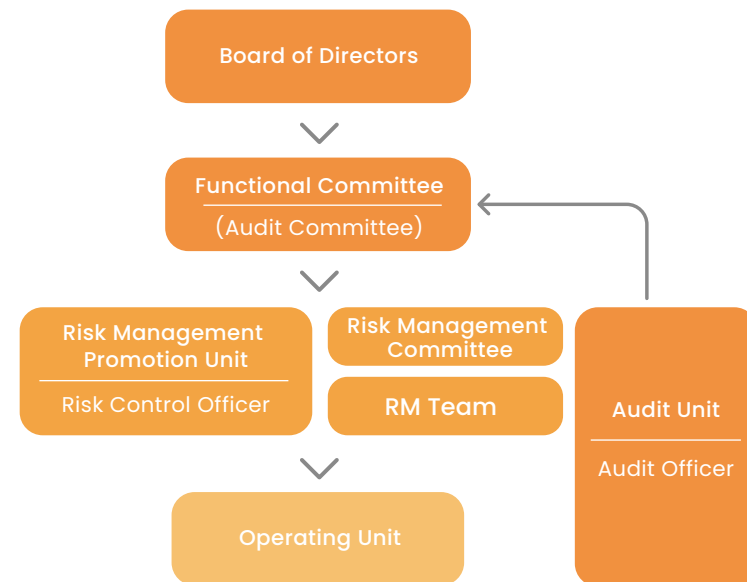 Board of Directors
Functional Committee
(Audit Committee)
Risk Management
Promotion Unit
Risk Control Officer
Risk Management
Committee
RM Team
Audit Unit
Audit Officer
Operating Unit